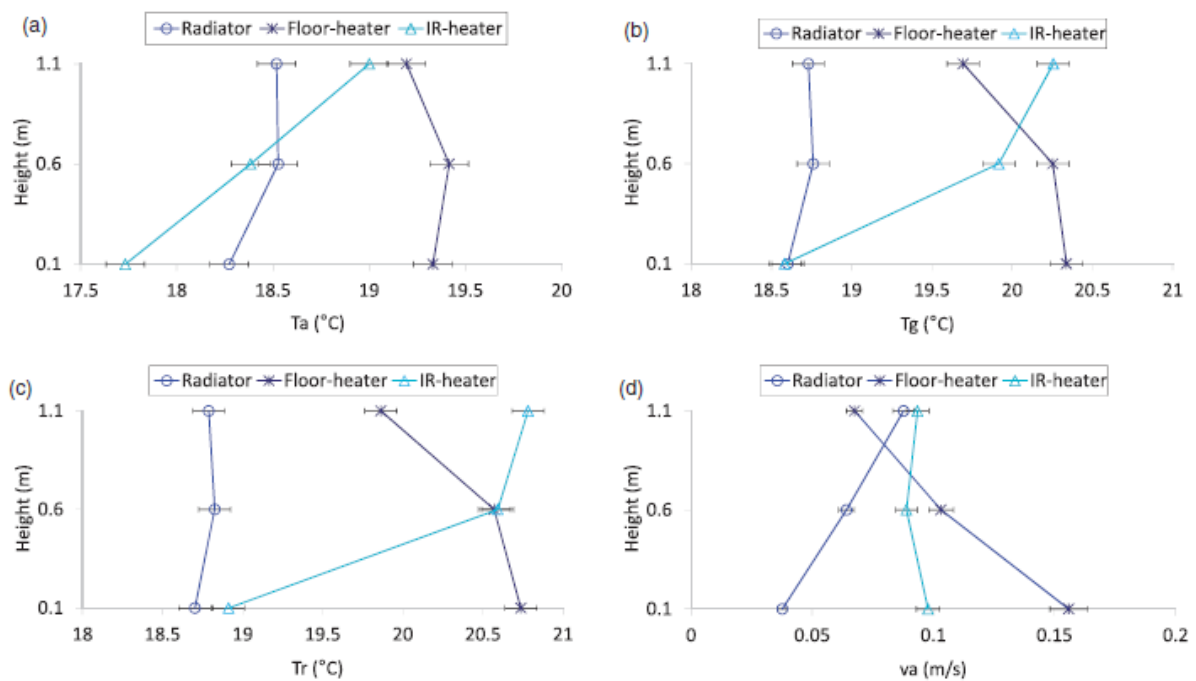 (a)
Radiator Floor-heater IR-heater
Height (m)
1.1
0.6
0.1
17.5 18 18.5 19 19.5 20
Ta (°C)
(b)
Radiator Floor-heater IR-heater
Height (m)
1.1
0.6
0.1
18 18.5 19 19.5 20 20.5 21
Tg (°C)
(c)
Radiator Floor-heater IR-heater
Height (m)
1.1
0.6
0.1
18 18.5 19 19.5 20 20.5 21
Tr (°C)
(d)
Radiator Floor-heater IR-heater
Height (m)
1.1
0.6
0.1
0 0.05 0.1 0.15 0.2
va (m/s)